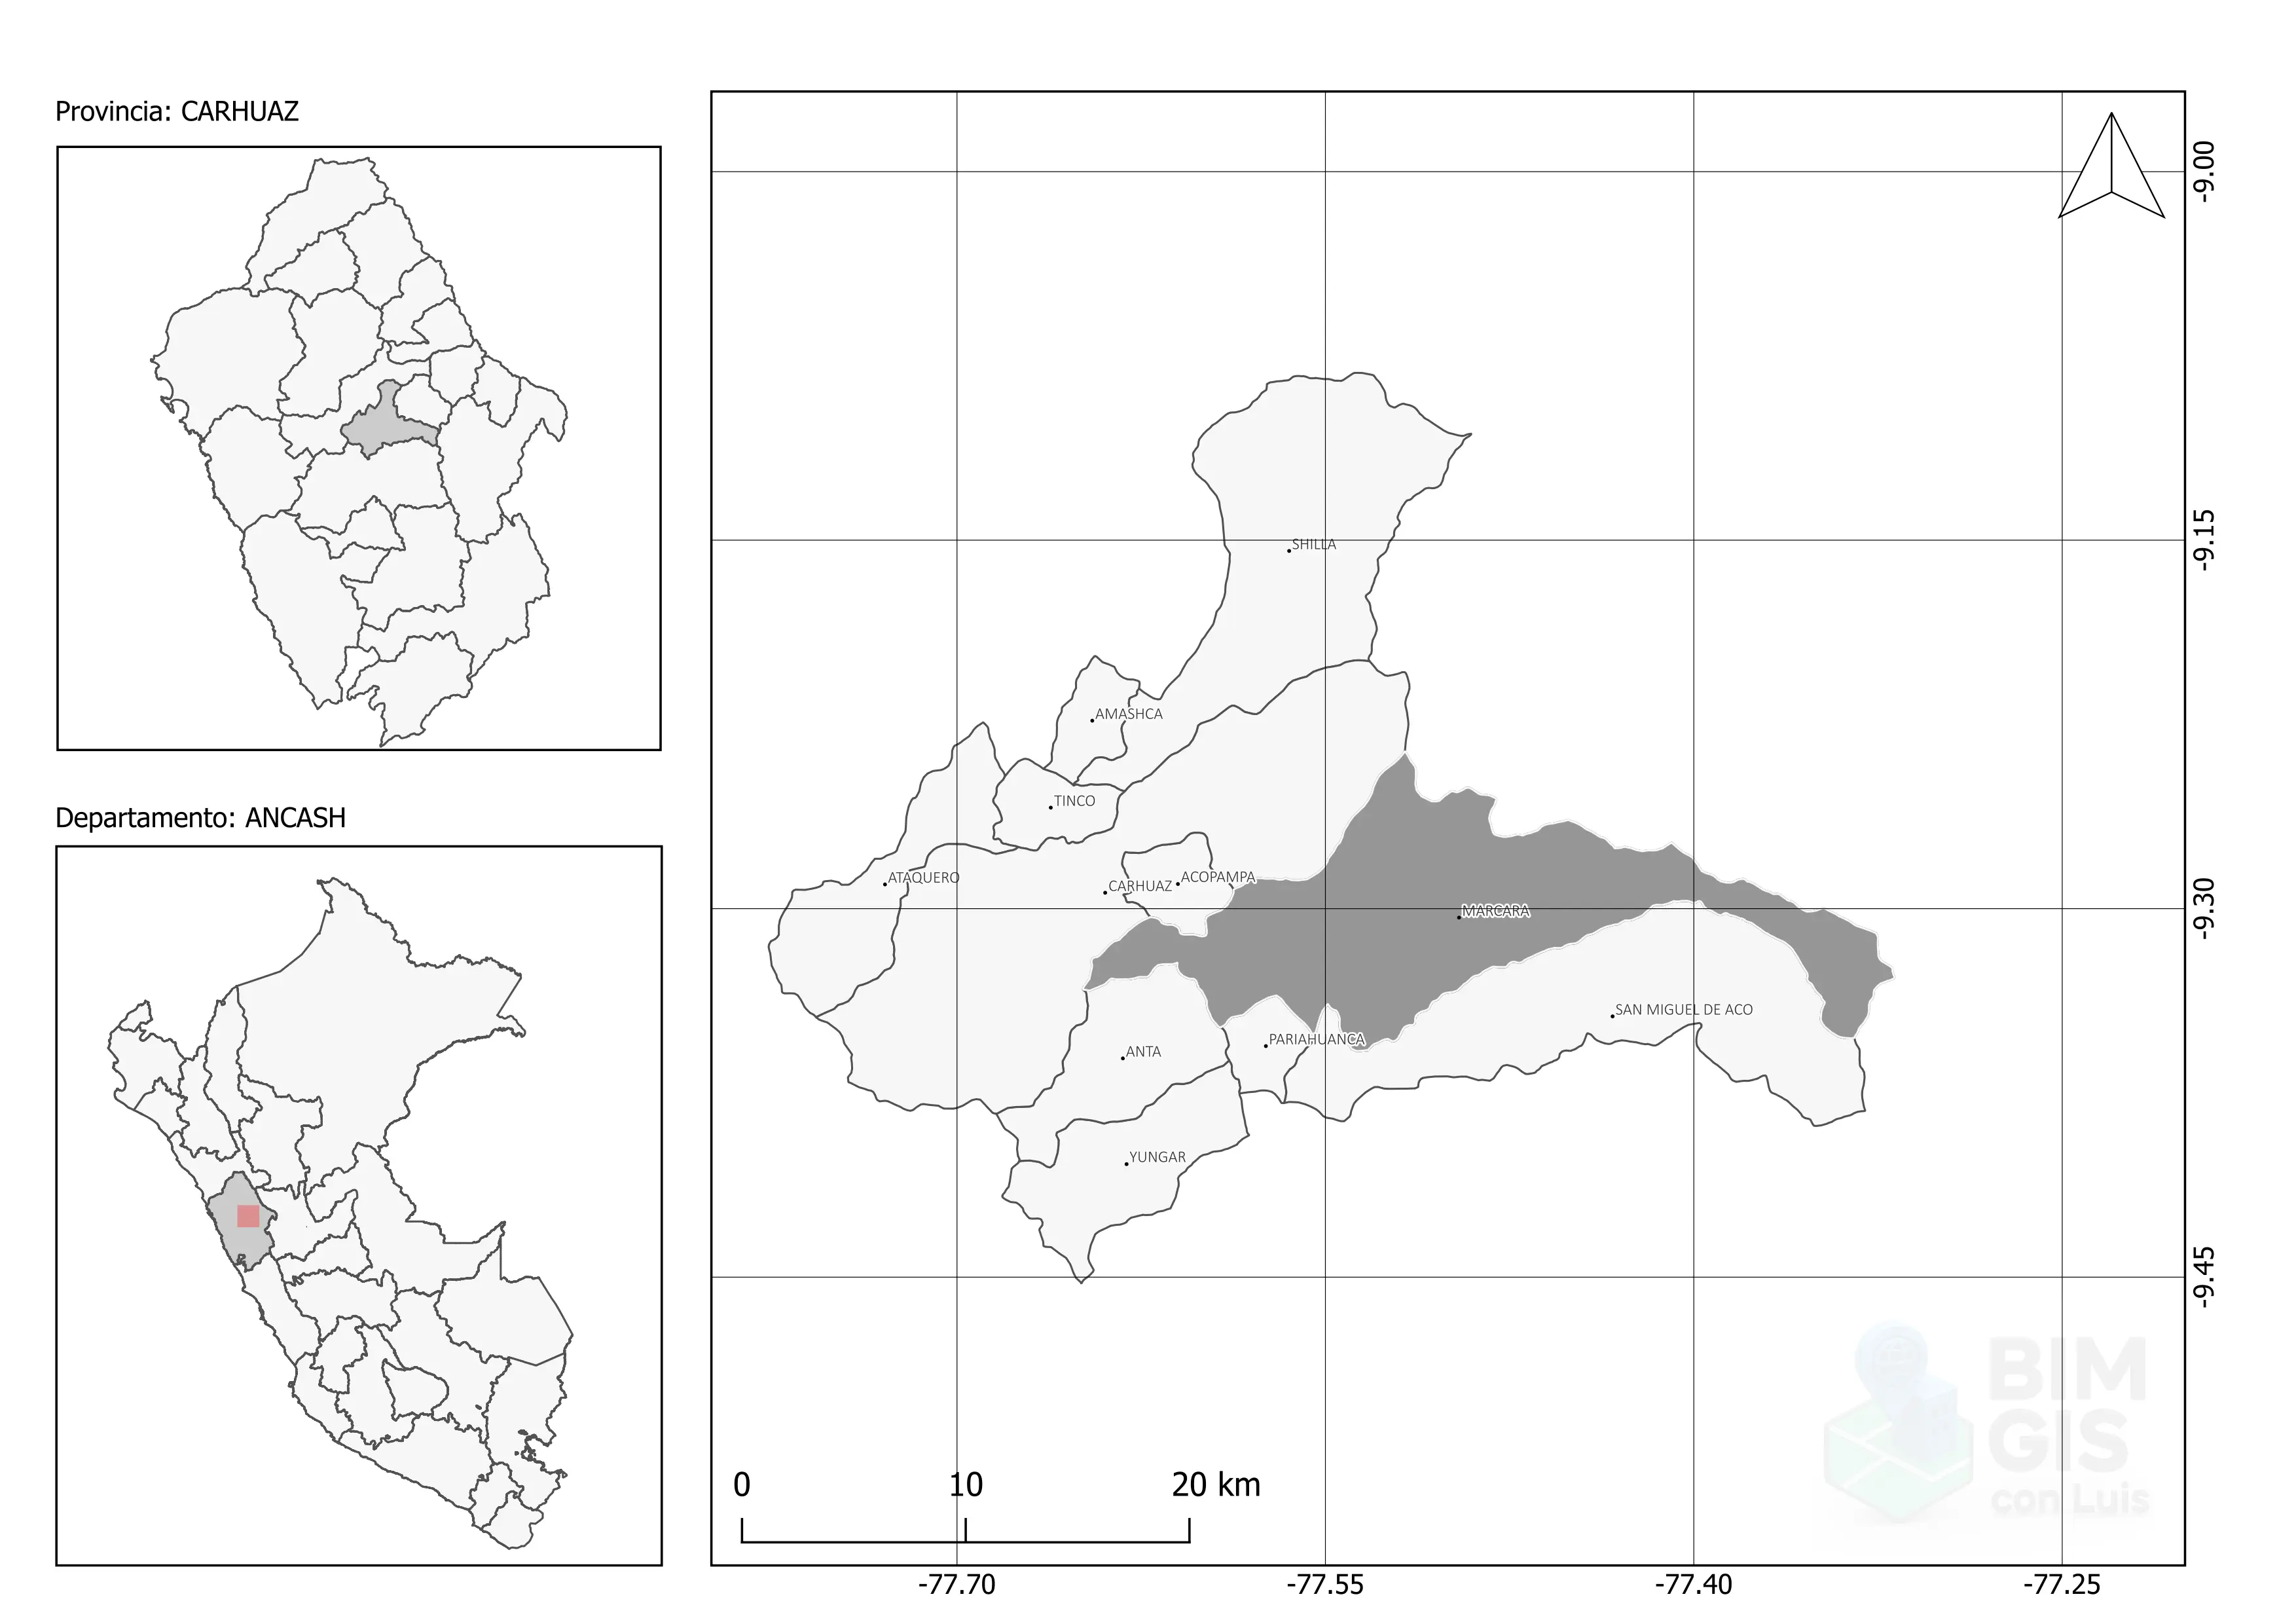 Provincia: CARHUAZ
Departamento: ANCASH
SHILLA
AMASHCA
TINCO
ATAQUERO
CARHUAZ
ACOPAMPA
MARCARA
SAN MIGUEL DE ACO
PARIAHUANCA
ANTA
YUNGAR
-9.00
-9.15
-9.30
-9.45
0 10 20 km
-77.70 -77.55 -77.40 -77.25
BIM
GIS
con Luis